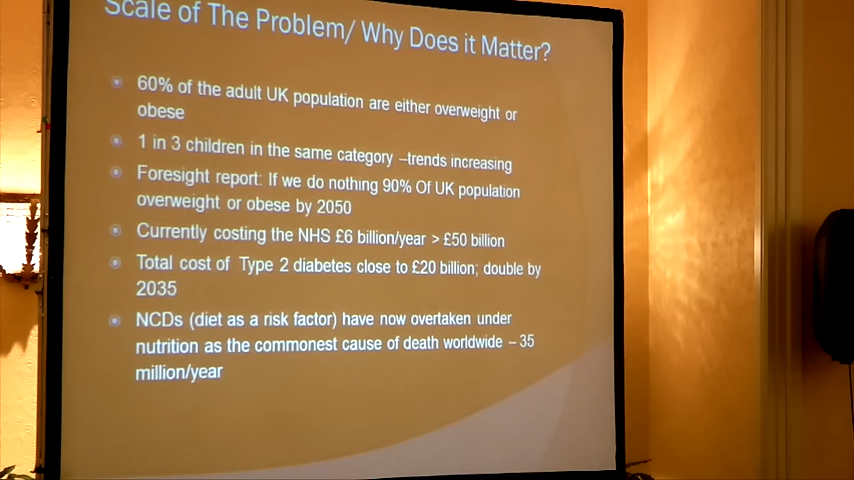 Scale of The Problem/ Why Does it Matter?
60% of the adult UK population are either overweight or
obese
1 in 3 children in the same category –trends increasing
Foresight report: If we do nothing 90% Of UK population
overweight or obese by 2050
Currently costing the NHS £6 billion/year > £50 billion
Total cost of Type 2 diabetes close to £20 billion; double by
2035
NCDs (diet as a risk factor) have now overtaken under
nutrition as the commonest cause of death worldwide – 35
million/year